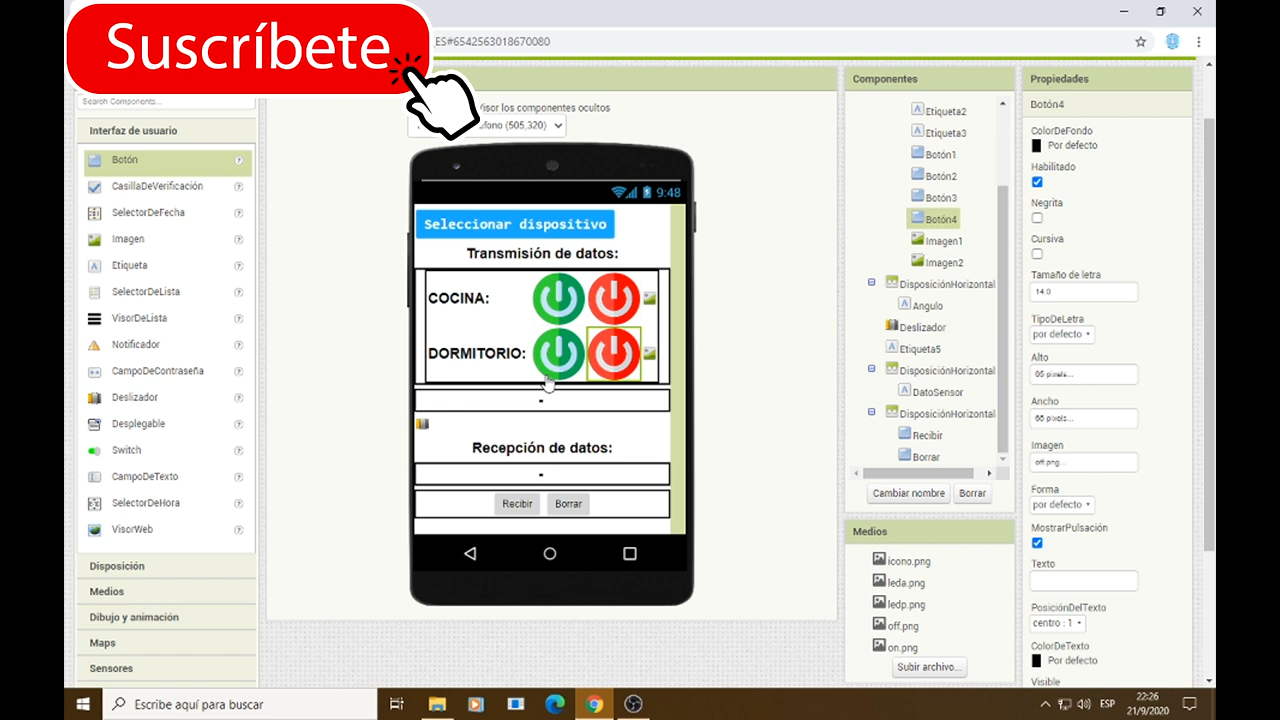 Suscríbete
_ES#6542563018670080
Search Components...
Interfaz de usuario
Botón
CasillaDeVerificación
SelectorDeFecha
Imagen
Etiqueta
SelectorDeLista
VisorDeLista
Notificador
CampoDeContraseña
Deslizador
Desplegable
Switch
CampoDeTexto
SelectorDeHora
VisorWeb
Disposición
Medios
Dibujo y animación
Maps
Sensores
Visor los componentes ocultos
éfono (505,320)
9:48
Seleccionar dispositivo
Transmisión de datos:
COCINA:
DORMITORIO:
-
Recepción de datos:
-
Recibir Borrar
Componentes
Etiqueta2
Etiqueta3
Botón1
Botón2
Botón3
Botón4
Imagen1
Imagen2
DisposiciónHorizontal
Angulo
Deslizador
Etiqueta5
DisposiciónHorizontal
DatoSensor
DisposiciónHorizontal
Recibir
Borrar
Cambiar nombre Borrar
Medios
icono.png
leda.png
ledp.png
off.png
on.png
Subir archivo...
Propiedades
Botón4
ColorDeFondo
Por defecto
Habilitado
Negrita
Cursiva
Tamaño de letra
14.0
TipoDeLetra
por defecto
Alto
65 pixels...
Ancho
65 pixels...
Imagen
off.png...
Forma
por defecto
MostrarPulsación
Texto
PosiciónDelTexto
centro : 1
ColorDeTexto
Por defecto
Visible
Escribe aquí para buscar
ESP
22:26
21/9/2020